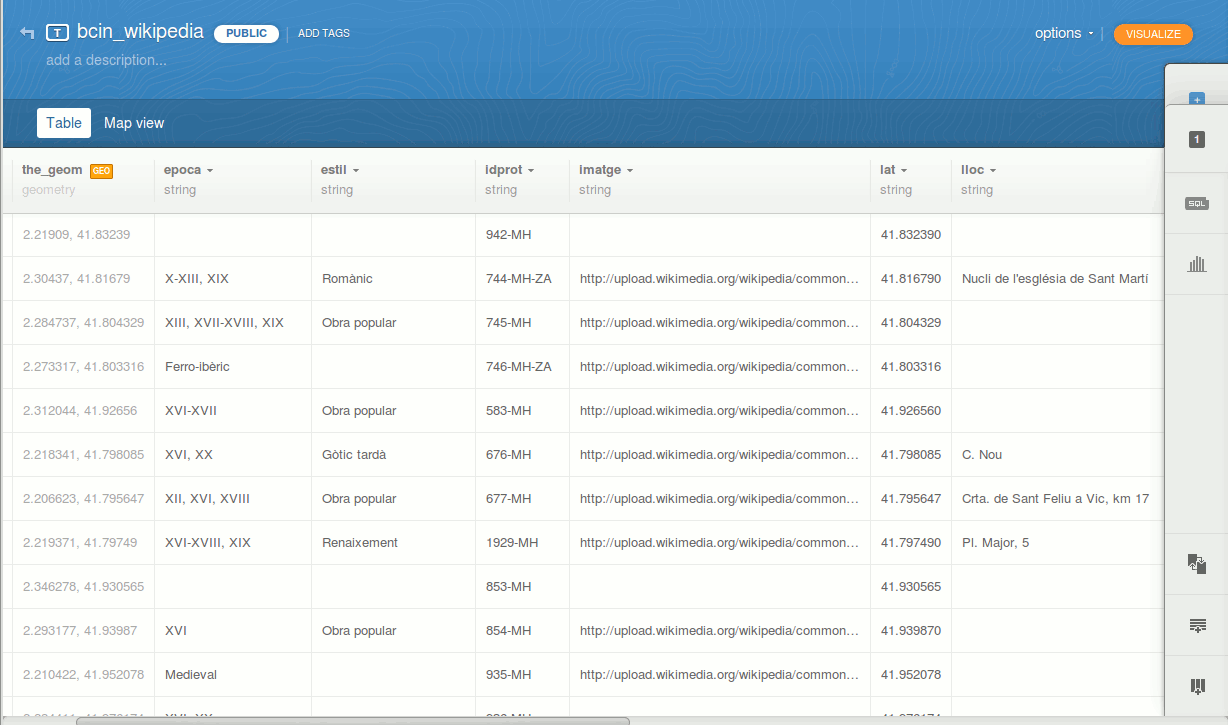 T bcin_wikipedia PUBLIC ADD TAGS options VISUALIZE
add a description...
Table Map view
the_geom GEO epoca estil idprot imatge lat lloc
geometry string string string string string string
1
SQL
2.21909, 41.83239 942-MH 41.832390
2.30437, 41.81679 X-XIII, XIX Romànic 744-MH-ZA http://upload.wikimedia.org/wikipedia/common… 41.816790 Nucli de l'església de Sant Martí
2.284737, 41.804329 XIII, XVII-XVIII, XIX Obra popular 745-MH http://upload.wikimedia.org/wikipedia/common… 41.804329
2.273317, 41.803316 Ferro-ibèric 746-MH-ZA http://upload.wikimedia.org/wikipedia/common… 41.803316
2.312044, 41.92656 XVI-XVII Obra popular 583-MH http://upload.wikimedia.org/wikipedia/common… 41.926560
2.218341, 41.798085 XVI, XX Gòtic tardà 676-MH http://upload.wikimedia.org/wikipedia/common… 41.798085 C. Nou
2.206623, 41.795647 XII, XVI, XVIII Obra popular 677-MH http://upload.wikimedia.org/wikipedia/common… 41.795647 Crta. de Sant Feliu a Vic, km 17
2.219371, 41.79749 XVI-XVIII, XIX Renaixement 1929-MH http://upload.wikimedia.org/wikipedia/common… 41.797490 Pl. Major, 5
2.346278, 41.930565 853-MH 41.930565
2.293177, 41.93987 XVI Obra popular 854-MH http://upload.wikimedia.org/wikipedia/common… 41.939870
2.210422, 41.952078 Medieval 935-MH http://upload.wikimedia.org/wikipedia/common… 41.952078